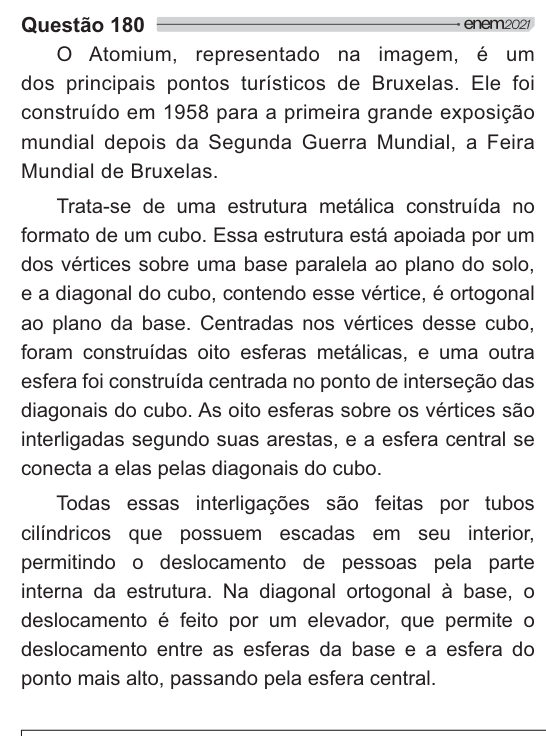 Questão 180 enem2021
O Atomium, representado na imagem, é um
dos principais pontos turísticos de Bruxelas. Ele foi
construído em 1958 para a primeira grande exposição
mundial depois da Segunda Guerra Mundial, a Feira
Mundial de Bruxelas.
Trata-se de uma estrutura metálica construída no
formato de um cubo. Essa estrutura está apoiada por um
dos vértices sobre uma base paralela ao plano do solo,
e a diagonal do cubo, contendo esse vértice, é ortogonal
ao plano da base. Centradas nos vértices desse cubo,
foram construídas oito esferas metálicas, e uma outra
esfera foi construída centrada no ponto de interseção das
diagonais do cubo. As oito esferas sobre os vértices são
interligadas segundo suas arestas, e a esfera central se
conecta a elas pelas diagonais do cubo.
Todas essas interligações são feitas por tubos
cilíndricos que possuem escadas em seu interior,
permitindo o deslocamento de pessoas pela parte
interna da estrutura. Na diagonal ortogonal à base, o
deslocamento é feito por um elevador, que permite o
deslocamento entre as esferas da base e a esfera do
ponto mais alto, passando pela esfera central.